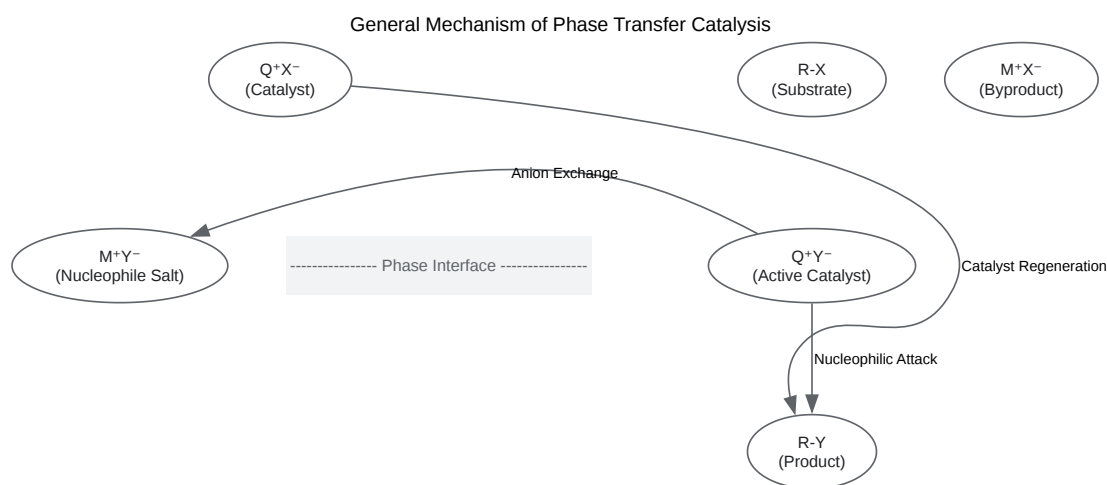 General Mechanism of Phase Transfer Catalysis
Q⁺X⁻
(Catalyst)
R-X
(Substrate)
M⁺X⁻
(Byproduct)
Anion Exchange
M⁺Y⁻
(Nucleophile Salt)
--------------- Phase Interface ---------------
Q⁺Y⁻
(Active Catalyst)
Catalyst Regeneration
Nucleophilic Attack
R-Y
(Product)